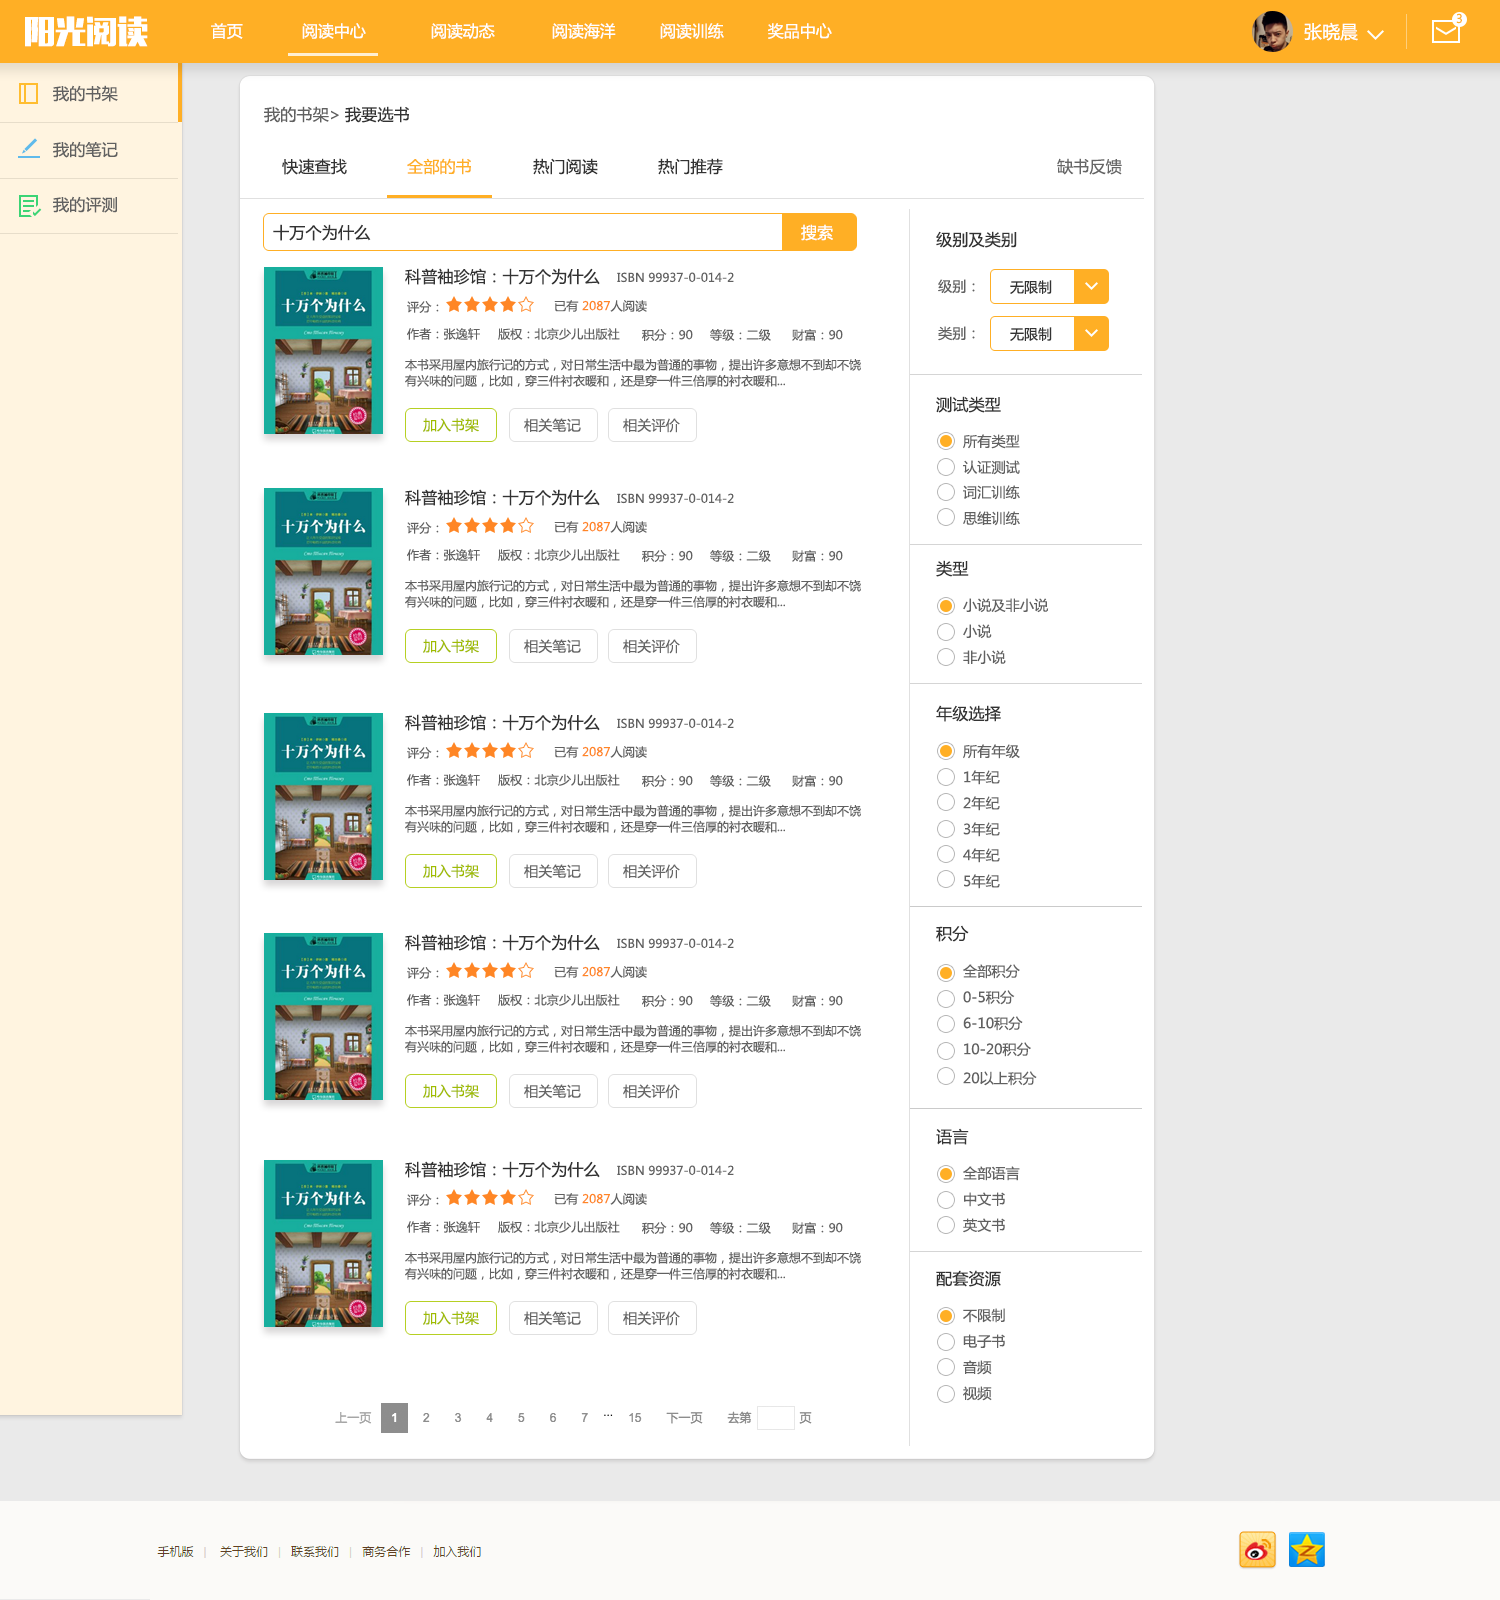 阳光阅读 首页 阅读中心 阅读动态 阅读海洋 阅读训练 奖品中心 张晓晨 3
我的书架
我的笔记
我的评测
我的书架> 我要选书
快速查找 全部的书 热门阅读 热门推荐 缺书反馈
十万个为什么 搜索
十万个为什么
科普袖珍馆：十万个为什么 ISBN 99937-0-014-2
评分： 已有 2087人阅读
作者：张逸轩 版权：北京少儿出版社 积分：90 等级：二级 财富：90
本书采用屋内旅行记的方式，对日常生活中最为普通的事物，提出许多意想不到却不饶
有兴味的问题，比如，穿三件衬衣暖和，还是穿一件三倍厚的衬衣暖和...
加入书架 相关笔记 相关评价
十万个为什么
科普袖珍馆：十万个为什么 ISBN 99937-0-014-2
评分： 已有 2087人阅读
作者：张逸轩 版权：北京少儿出版社 积分：90 等级：二级 财富：90
本书采用屋内旅行记的方式，对日常生活中最为普通的事物，提出许多意想不到却不饶
有兴味的问题，比如，穿三件衬衣暖和，还是穿一件三倍厚的衬衣暖和...
加入书架 相关笔记 相关评价
十万个为什么
科普袖珍馆：十万个为什么 ISBN 99937-0-014-2
评分： 已有 2087人阅读
作者：张逸轩 版权：北京少儿出版社 积分：90 等级：二级 财富：90
本书采用屋内旅行记的方式，对日常生活中最为普通的事物，提出许多意想不到却不饶
有兴味的问题，比如，穿三件衬衣暖和，还是穿一件三倍厚的衬衣暖和...
加入书架 相关笔记 相关评价
十万个为什么
科普袖珍馆：十万个为什么 ISBN 99937-0-014-2
评分： 已有 2087人阅读
作者：张逸轩 版权：北京少儿出版社 积分：90 等级：二级 财富：90
本书采用屋内旅行记的方式，对日常生活中最为普通的事物，提出许多意想不到却不饶
有兴味的问题，比如，穿三件衬衣暖和，还是穿一件三倍厚的衬衣暖和...
加入书架 相关笔记 相关评价
十万个为什么
科普袖珍馆：十万个为什么 ISBN 99937-0-014-2
评分： 已有 2087人阅读
作者：张逸轩 版权：北京少儿出版社 积分：90 等级：二级 财富：90
本书采用屋内旅行记的方式，对日常生活中最为普通的事物，提出许多意想不到却不饶
有兴味的问题，比如，穿三件衬衣暖和，还是穿一件三倍厚的衬衣暖和...
加入书架 相关笔记 相关评价
上一页 1 2 3 4 5 6 7 ... 15 下一页 去第 页
级别及类别
级别： 无限制
类别： 无限制
测试类型
所有类型
认证测试
词汇训练
思维训练
类型
小说及非小说
小说
非小说
年级选择
所有年级
1年纪
2年纪
3年纪
4年纪
5年纪
积分
全部积分
0-5积分
6-10积分
10-20积分
20以上积分
语言
全部语言
中文书
英文书
配套资源
不限制
电子书
音频
视频
手机版 | 关于我们 | 联系我们 | 商务合作 | 加入我们